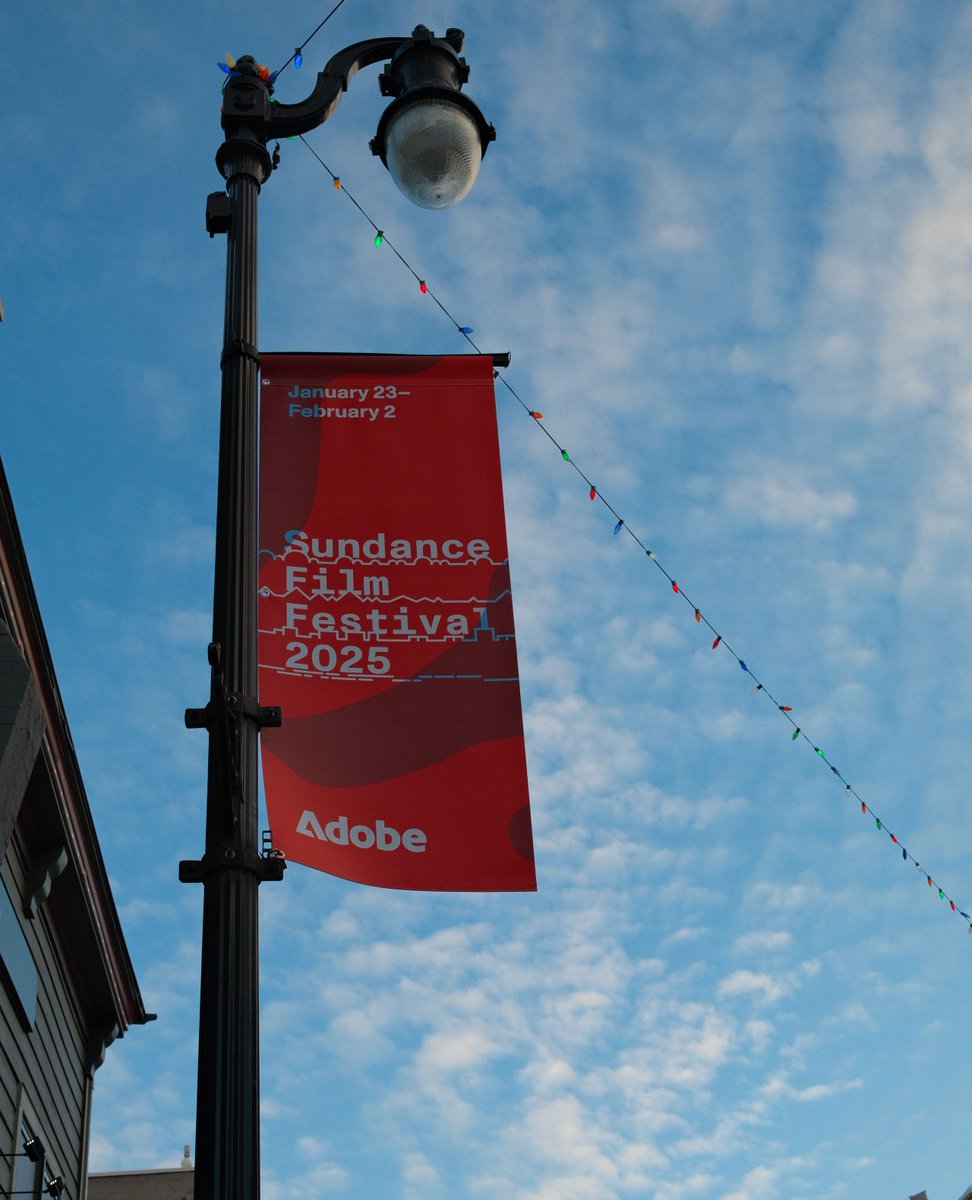 January 23–
February 2
Sundance
Film
Festival
2025
Adobe